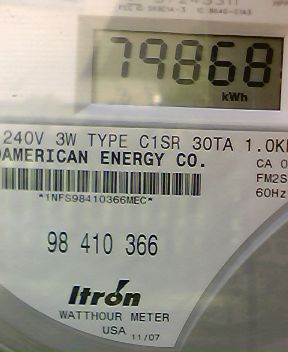 79868
kWh
240V 3W TYPE C1SR 30TA 1.0
AMERICAN ENERGY CO.
CA
FM2S
60Hz
*1NFS98410366MEC*
98 410 366
Itron
WATTHOUR METER
USA 11/07